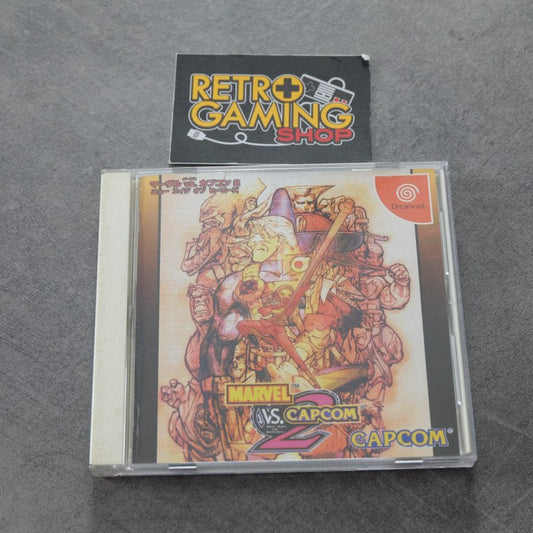 RETRO
GAMING
SHOP
マーヴル vs. カプコン 2
ニュー エイジ オブ ヒーローズ
Dreamcast.
MARVEL™
VS. CAPCOM
2
CAPCOM®